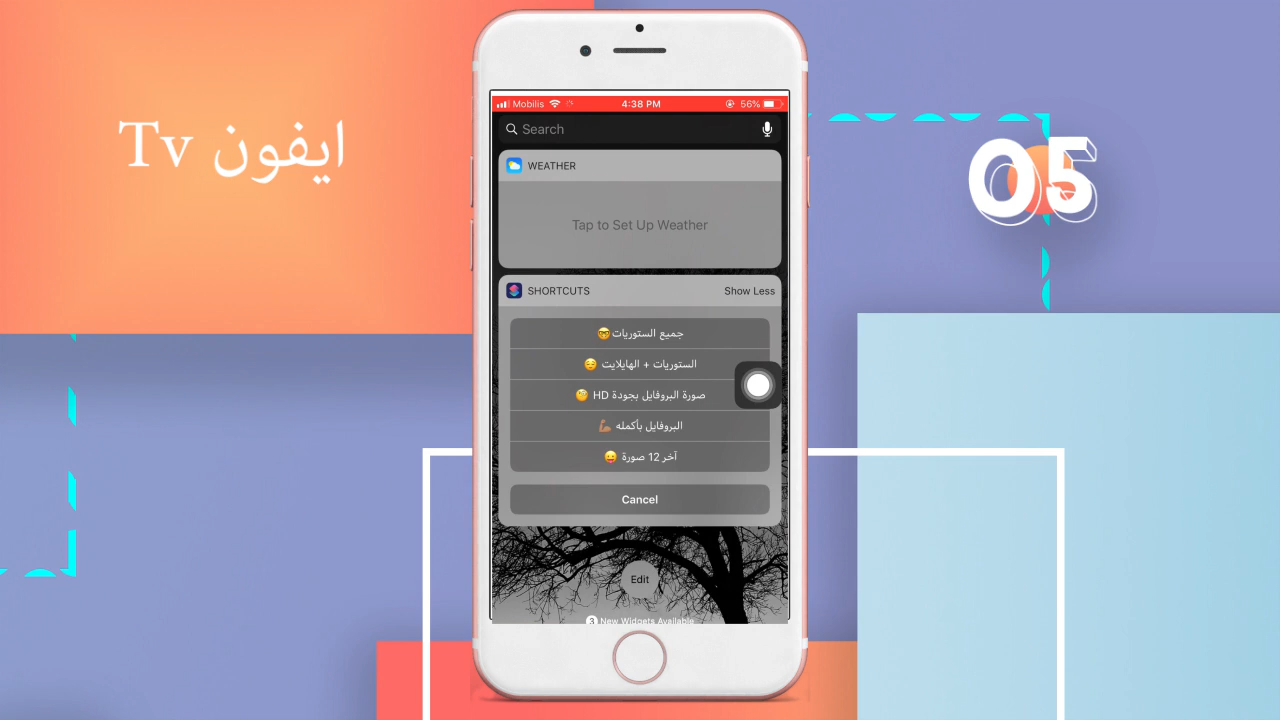 ايفون Tv
05
Mobilis
4:38 PM
56%
Search
WEATHER
Tap to Set Up Weather
SHORTCUTS
Show Less
جميع الستوريات🤓
الستوريات + الهايلايت 😌
صورة البروفايل بجودة HD 🧐
البروفايل بأكمله 💪🏽
آخر 12 صورة 😛
Cancel
Edit
3 New Widgets Available